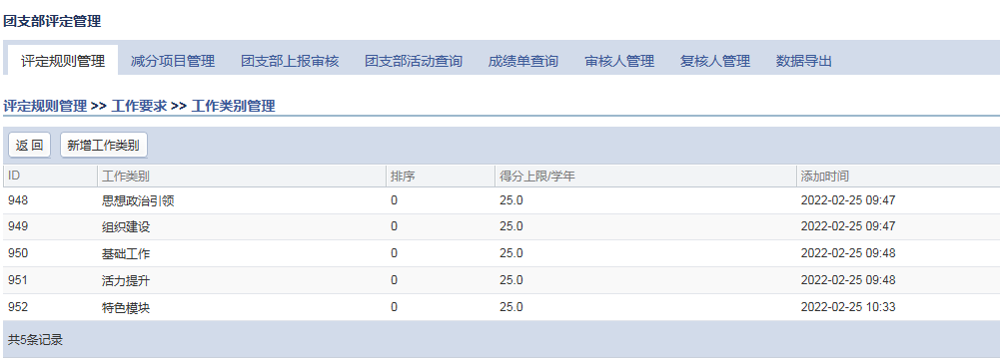 团支部评定管理
评定规则管理 减分项目管理 团支部上报审核 团支部活动查询 成绩单查询 审核人管理 复核人管理 数据导出
评定规则管理 >> 工作要求 >> 工作类别管理
返 回 新增工作类别
ID 工作类别 排序 得分上限/学年 添加时间
948 思想政治引领 0 25.0 2022-02-25 09:47
949 组织建设 0 25.0 2022-02-25 09:47
950 基础工作 0 25.0 2022-02-25 09:48
951 活力提升 0 25.0 2022-02-25 09:48
952 特色模块 0 25.0 2022-02-25 10:33
共5条记录